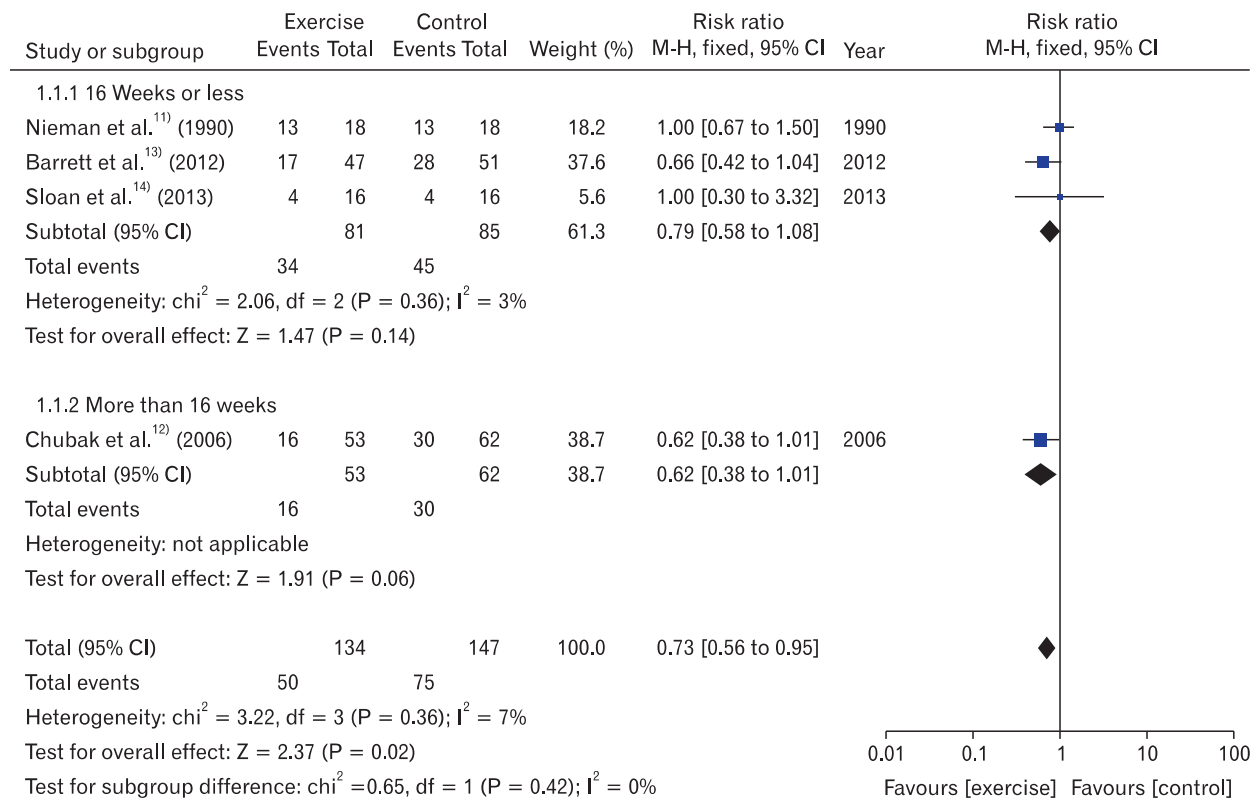 Exercise Control Risk ratio Risk ratio
Study or subgroup Events Total Events Total Weight (%) M-H, fixed, 95% CI Year M-H, fixed, 95% CI
1.1.1 16 Weeks or less
Nieman et al.11) (1990) 13 18 13 18 18.2 1.00 [0.67 to 1.50] 1990
Barrett et al.13) (2012) 17 47 28 51 37.6 0.66 [0.42 to 1.04] 2012
Sloan et al.14) (2013) 4 16 4 16 5.6 1.00 [0.30 to 3.32] 2013
Subtotal (95% CI) 81 85 61.3 0.79 [0.58 to 1.08]
Total events 34 45
Heterogeneity: chi2 = 2.06, df = 2 (P = 0.36); I2 = 3%
Test for overall effect: Z = 1.47 (P = 0.14)
1.1.2 More than 16 weeks
Chubak et al.12) (2006) 16 53 30 62 38.7 0.62 [0.38 to 1.01] 2006
Subtotal (95% CI) 53 62 38.7 0.62 [0.38 to 1.01]
Total events 16 30
Heterogeneity: not applicable
Test for overall effect: Z = 1.91 (P = 0.06)
Total (95% CI) 134 147 100.0 0.73 [0.56 to 0.95]
Total events 50 75
Heterogeneity: chi2 = 3.22, df = 3 (P = 0.36); I2 = 7%
Test for overall effect: Z = 2.37 (P = 0.02)
Test for subgroup difference: chi2 =0.65, df = 1 (P = 0.42); I2 = 0%
0.01 0.1 1 10 100
Favours [exercise] Favours [control]